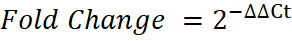 Fold Change = 2^−ΔΔCt